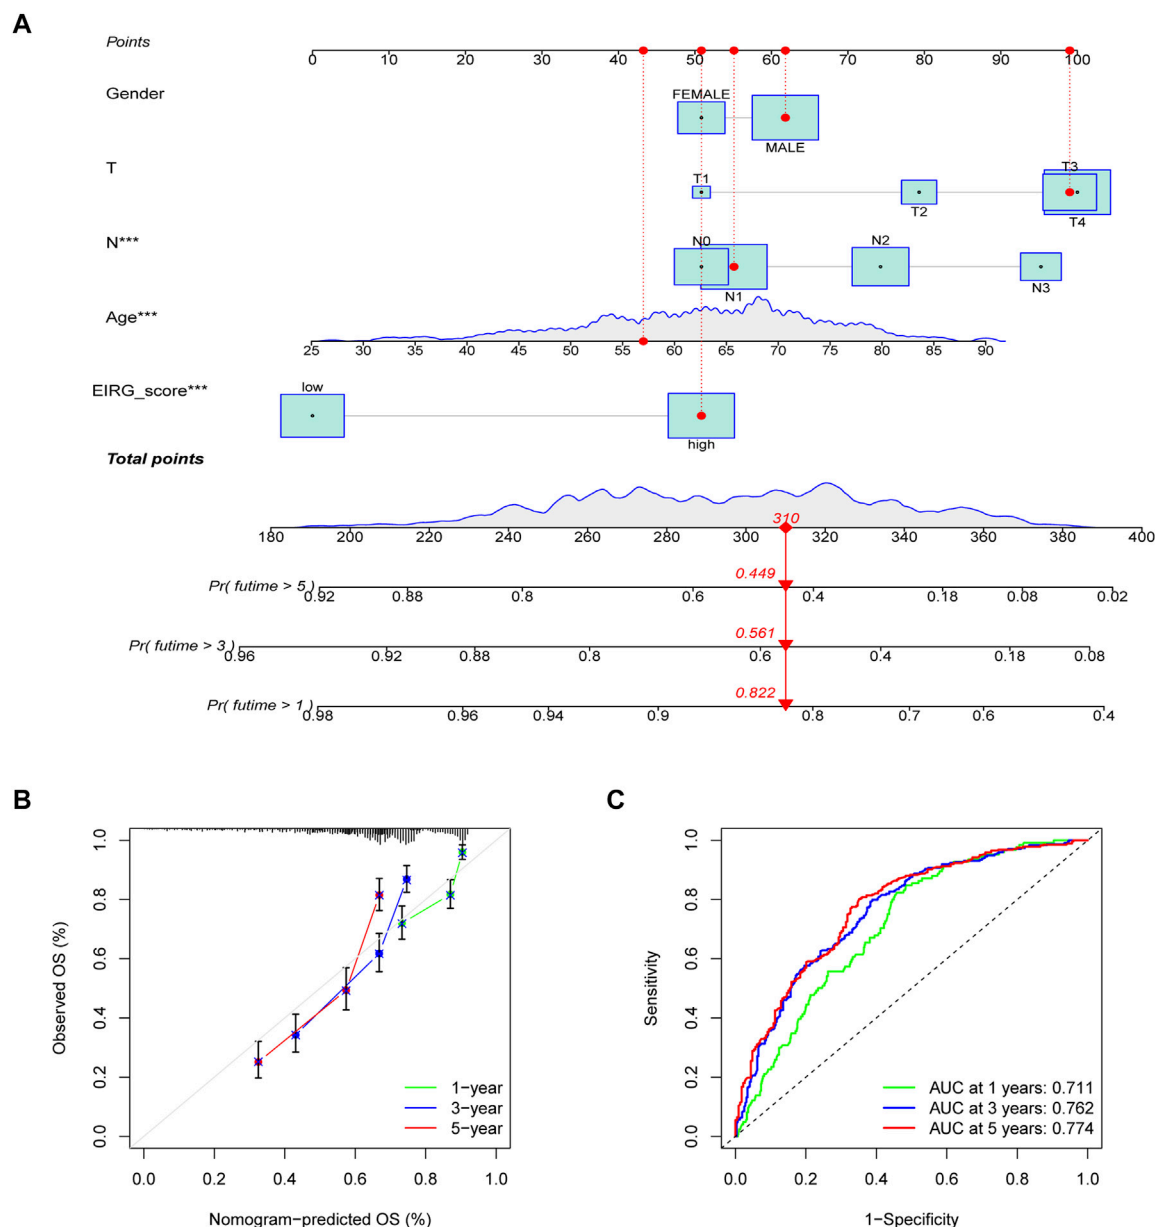 A
Points
0 10 20 30 40 50 60 70 80 90 100
Gender
FEMALE
MALE
T
T1
T2
T3
T4
N***
N0
N1
N2
N3
Age***
25 30 35 40 45 50 55 60 65 70 75 80 85 90
EIRG_score***
low
high
Total points
310
180 200 220 240 260 280 300 320 340 360 380 400
0.449
Pr( futime > 5 )
0.92 0.88 0.8 0.6 0.4 0.18 0.08 0.02
0.561
Pr( futime > 3 )
0.96 0.92 0.88 0.8 0.6 0.4 0.18 0.08
0.822
Pr( futime > 1 )
0.98 0.96 0.94 0.9 0.8 0.7 0.6 0.4
B
Observed OS (%)
1.0
0.8
0.6
0.4
0.2
0.0
1−year
3−year
5−year
0.0 0.2 0.4 0.6 0.8 1.0
Nomogram−predicted OS (%)
C
Sensitivity
1.0
0.8
0.6
0.4
0.2
0.0
AUC at 1 years: 0.711
AUC at 3 years: 0.762
AUC at 5 years: 0.774
0.0 0.2 0.4 0.6 0.8 1.0
1−Specificity